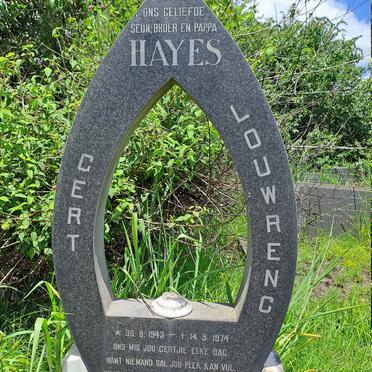 ONS GELIEFDE
SEUN, BROER EN PAPPA
HAYES
GERT
LOUWRENC
* 30.8.1943 - † 14.9.1974
ONS MIS JOU GERTJIE ELKE DAG
WANT NIEMAND SAL JOU PLEK KAN VUL